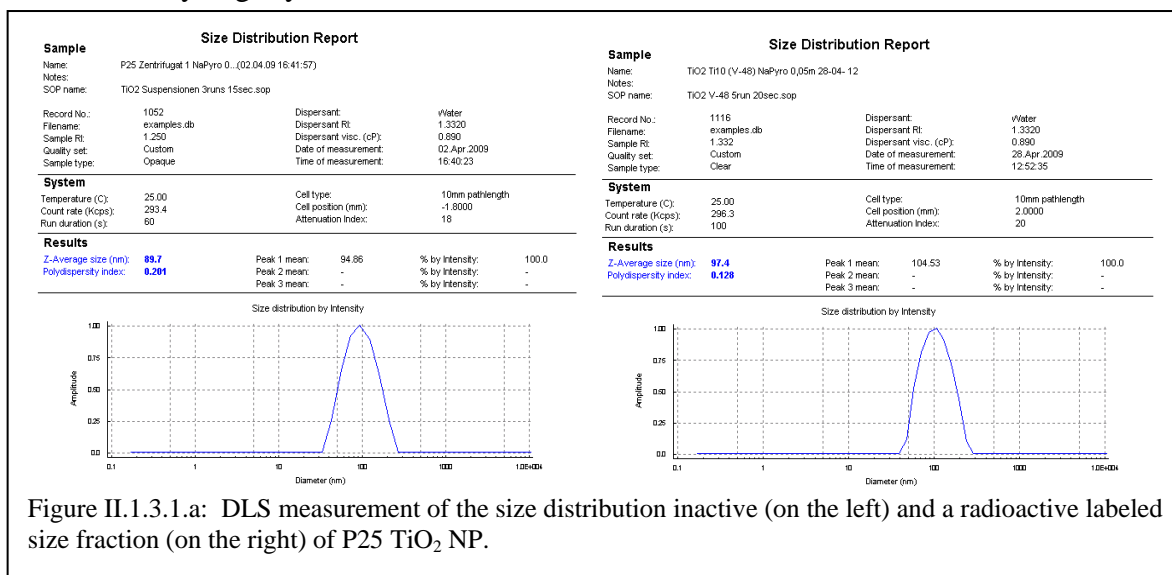 Size Distribution Report
Sample
Name: P25 Zentrifugat 1 NaPyro 0...(02.04.09 16:41:57)
Notes:
SOP name: TiO2 Suspensionen 3runs 15sec.sop
Record No.: 1052 Dispersant: Water
Filename: examples.db Dispersant RI: 1.3320
Sample RI: 1.250 Dispersant visc. (cP): 0.890
Quality set: Custom Date of measurement: 02.Apr.2009
Sample type: Opaque Time of measurement: 16:40:23
System
Temperature (C): 25.00 Cell type: 10mm pathlength
Count rate (Kcps): 293.4 Cell position (mm): -1.8000
Run duration (s): 60 Attenuation Index: 18
Results
Z-Average size (nm): 89.7 Peak 1 mean: 94.86 % by Intensity: 100.0
Polydispersity index: 0.201 Peak 2 mean: - % by Intensity: -
Peak 3 mean: - % by Intensity: -
Size distribution by Intensity
1.00
0.75
0.50
0.25
0.0
Amplitude
0.1 1 10 100 1000 1.0E+004
Diameter (nm)
Size Distribution Report
Sample
Name: TiO2 Ti10 (V-48) NaPyro 0,05m 28-04- 12
Notes:
SOP name: TiO2 V-48 5run 20sec.sop
Record No.: 1116 Dispersant: Water
Filename: examples.db Dispersant RI: 1.3320
Sample RI: 1.332 Dispersant visc. (cP): 0.890
Quality set: Custom Date of measurement: 28.Apr.2009
Sample type: Clear Time of measurement: 12:52:35
System
Temperature (C): 25.00 Cell type: 10mm pathlength
Count rate (Kcps): 296.3 Cell position (mm): 2.0000
Run duration (s): 100 Attenuation Index: 20
Results
Z-Average size (nm): 97.4 Peak 1 mean: 104.53 % by Intensity: 100.0
Polydispersity index: 0.128 Peak 2 mean: - % by Intensity: -
Peak 3 mean: - % by Intensity: -
Size distribution by Intensity
1.00
0.75
0.50
0.25
0.0
Amplitude
0.1 1 10 100 1000 1.0E+004
Diameter (nm)
Figure II.1.3.1.a: DLS measurement of the size distribution inactive (on the left) and a radioactive labeled
size fraction (on the right) of P25 TiO₂ NP.